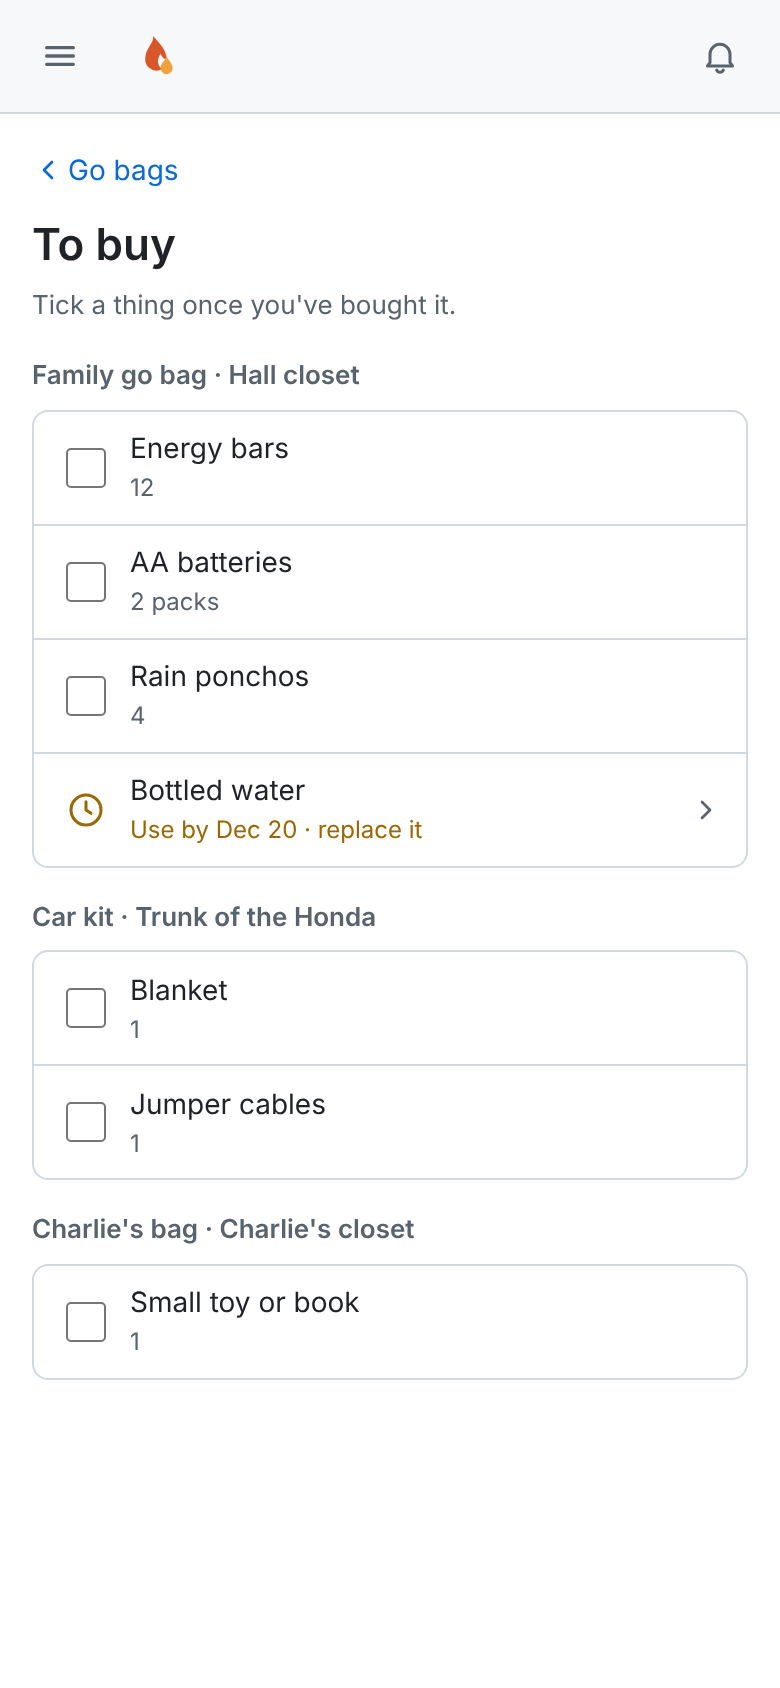 Go bags
To buy
Tick a thing once you've bought it.
Family go bag · Hall closet
Energy bars
12
AA batteries
2 packs
Rain ponchos
4
Bottled water
Use by Dec 20 · replace it
Car kit · Trunk of the Honda
Blanket
1
Jumper cables
1
Charlie's bag · Charlie's closet
Small toy or book
1